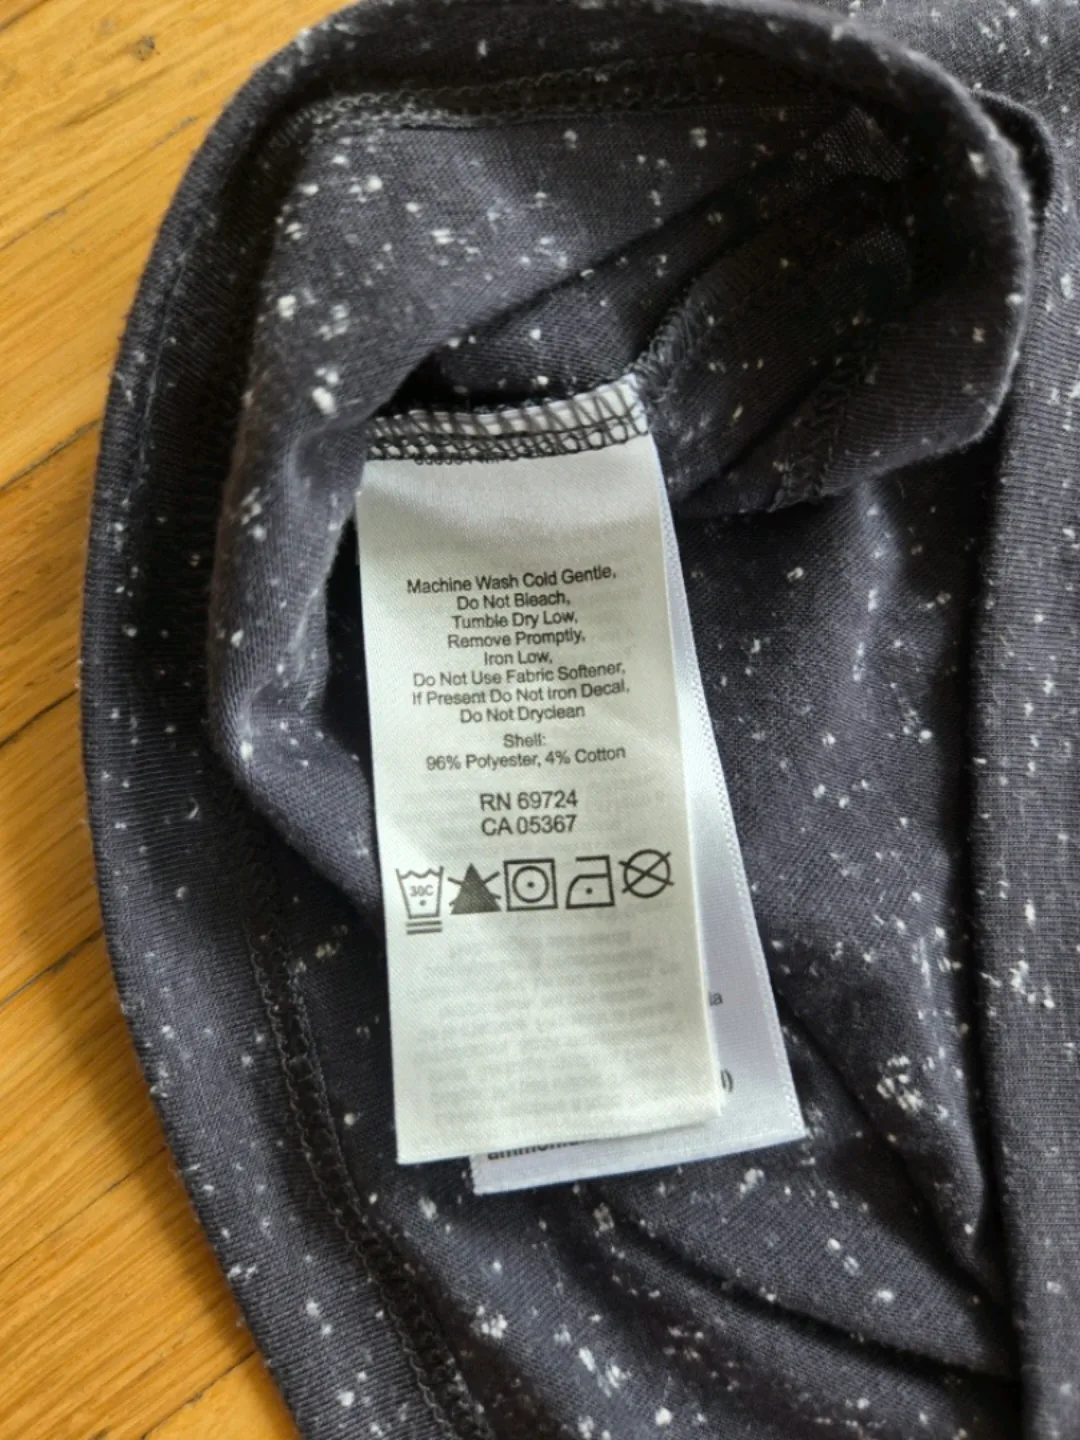 Machine Wash Cold Gentle,
Do Not Bleach,
Tumble Dry Low,
Remove Promptly,
Iron Low,
Do Not Use Fabric Softener,
If Present Do Not Iron Decal,
Do Not Dryclean
Shell:
96% Polyester, 4% Cotton
RN 69724
CA 05367
30C